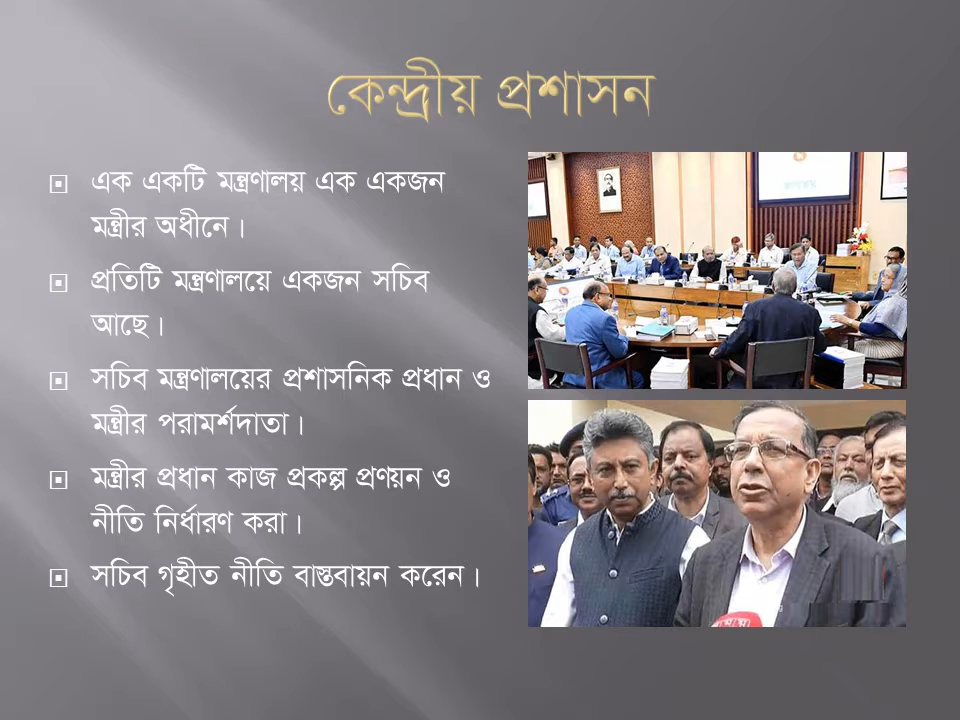 কেন্দ্রীয় প্রশাসন
এক একটি মন্ত্রণালয় এক একজন
মন্ত্রীর অধীনে।
প্রতিটি মন্ত্রণালয়ে একজন সচিব
আছে।
সচিব মন্ত্রণালয়ের প্রশাসনিক প্রধান ও
মন্ত্রীর পরামর্শদাতা।
মন্ত্রীর প্রধান কাজ প্রকল্প প্রণয়ন ও
নীতি নির্ধারণ করা।
সচিব গৃহীত নীতি বাস্তবায়ন করেন।